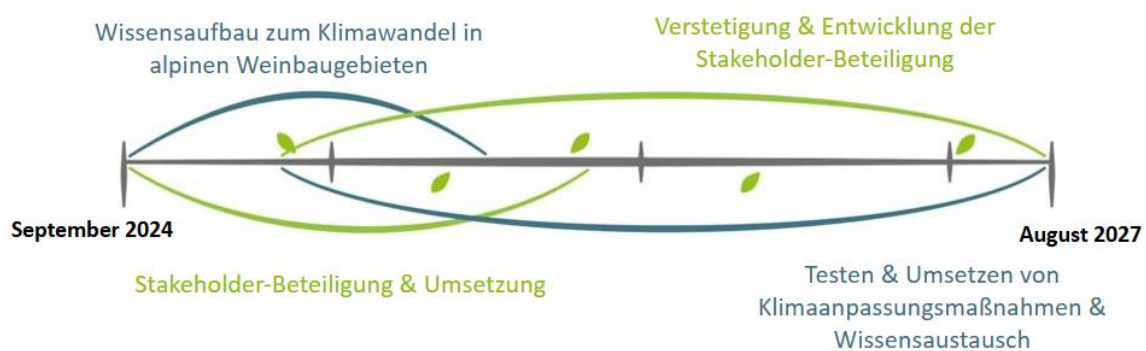 Wissensaufbau zum Klimawandel in
alpinen Weinbaugebieten
Verstetigung & Entwicklung der
Stakeholder-Beteiligung
September 2024
August 2027
Stakeholder-Beteiligung & Umsetzung
Testen & Umsetzen von
Klimaanpassungsmaßnahmen &
Wissensaustausch